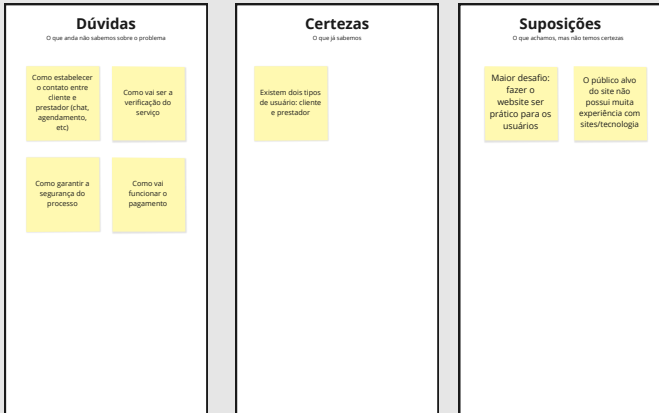 Dúvidas
O que anda não sabemos sobre o problema
Como estabelecer
o contato entre
cliente e
prestador (chat,
agendamento,
etc)
Como vai ser a
verificação do
serviço
Como garantir a
segurança do
processo
Como vai
funcionar o
pagamento
Certezas
O que já sabemos
Existem dois tipos
de usuário: cliente
e prestador
Suposições
O que achamos, mas não temos certezas
Maior desafio:
fazer o
website ser
prático para os
usuários
O público alvo
do site não
possui muita
experiência com
sites/tecnologia